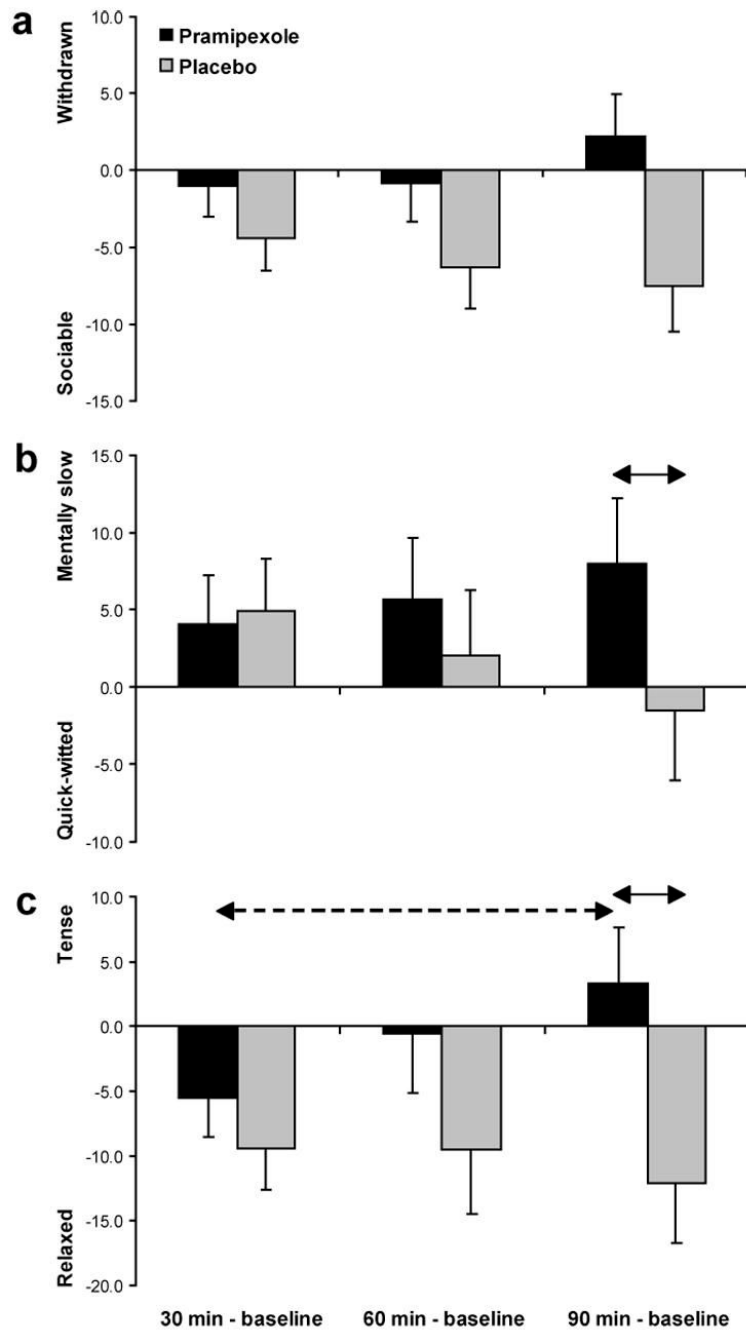 a
Withdrawn
Sociable
10.0
5.0
0.0
-5.0
-10.0
-15.0
Pramipexole
Placebo
b
Mentally slow
Quick-witted
15.0
10.0
5.0
0.0
-5.0
-10.0
c
Tense
Relaxed
10.0
5.0
0.0
-5.0
-10.0
-15.0
-20.0
30 min - baseline 60 min - baseline 90 min - baseline